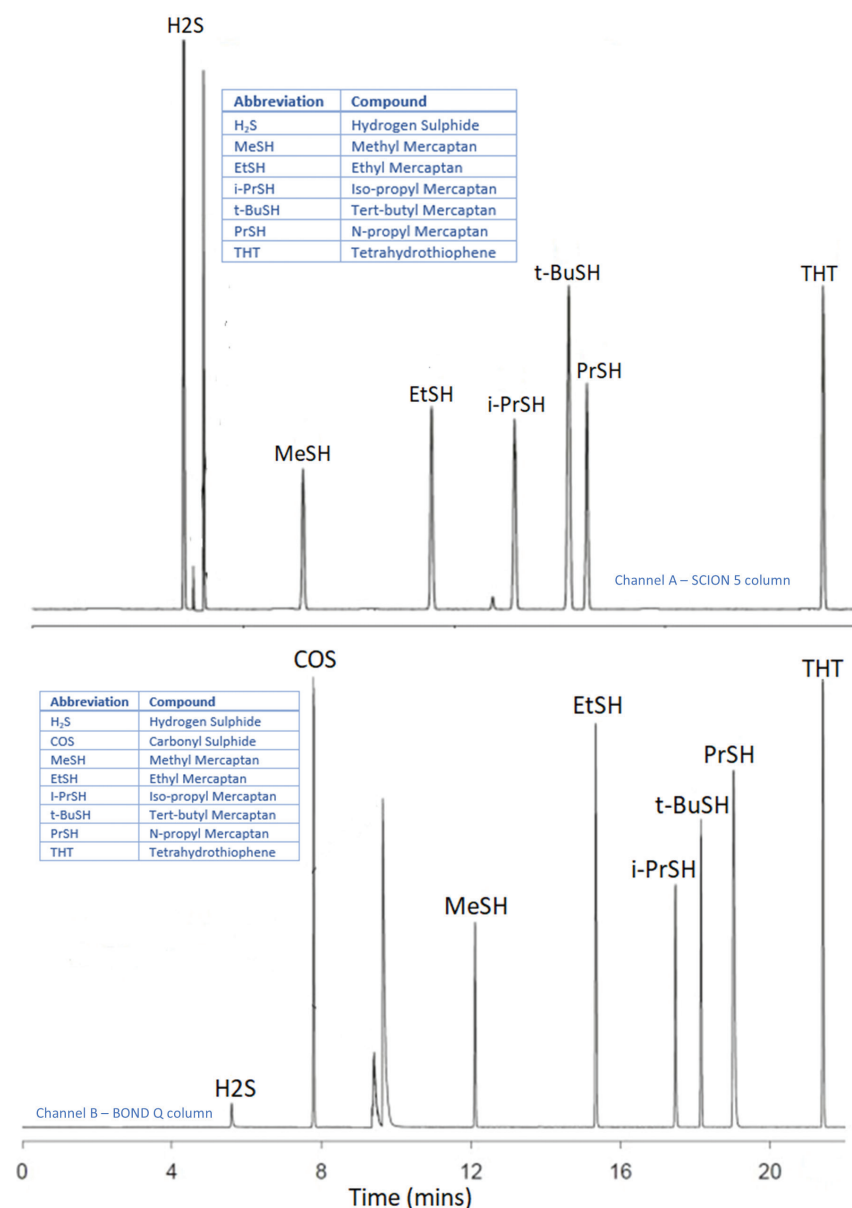 H2S
Abbreviation Compound
H₂S Hydrogen Sulphide
MeSH Methyl Mercaptan
EtSH Ethyl Mercaptan
i-PrSH Iso-propyl Mercaptan
t-BuSH Tert-butyl Mercaptan
PrSH N-propyl Mercaptan
THT Tetrahydrothiophene
t-BuSH THT
PrSH
EtSH
i-PrSH
MeSH
Channel A – SCION 5 column
COS
THT
Abbreviation Compound
H₂S Hydrogen Sulphide
COS Carbonyl Sulphide
MeSH Methyl Mercaptan
EtSH Ethyl Mercaptan
I-PrSH Iso-propyl Mercaptan
t-BuSH Tert-butyl Mercaptan
PrSH N-propyl Mercaptan
THT Tetrahydrothiophene
EtSH
PrSH
t-BuSH
i-PrSH
MeSH
H2S
Channel B – BOND Q column
0 4 8 12 16 20
Time (mins)